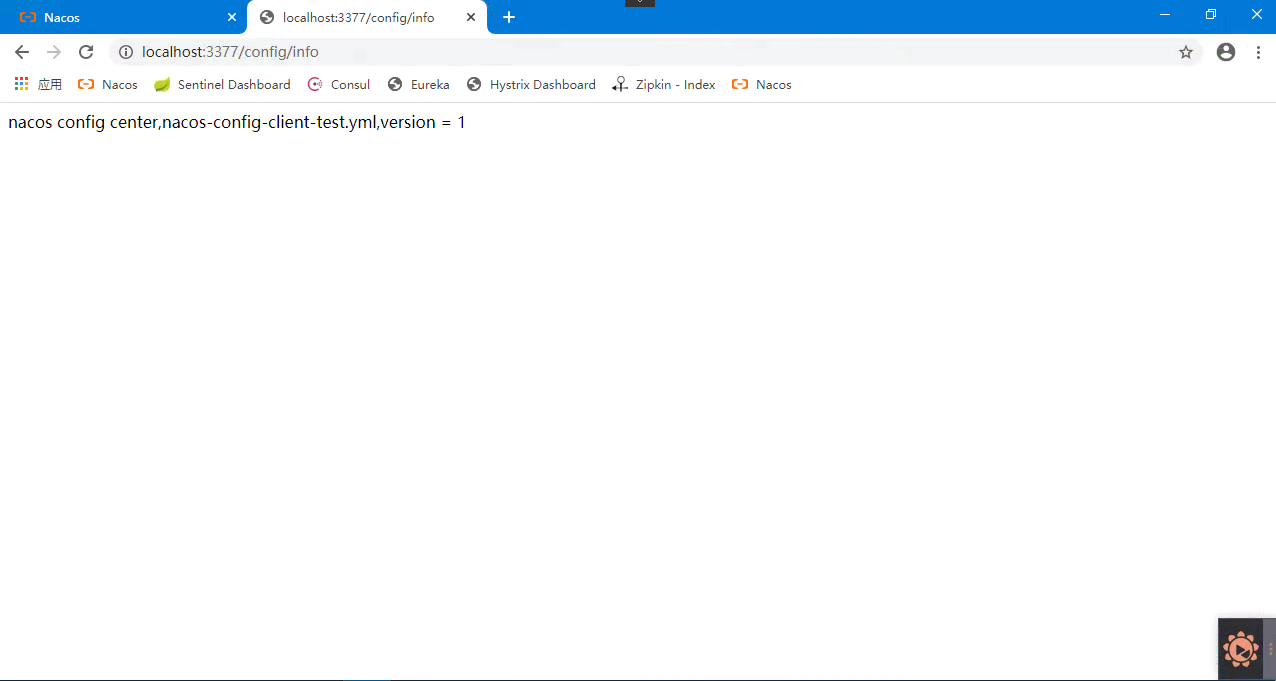 Nacos
localhost:3377/config/info
localhost:3377/config/info
应用 Nacos Sentinel Dashboard Consul Eureka Hystrix Dashboard Zipkin - Index Nacos
nacos config center,nacos-config-client-test.yml,version = 1